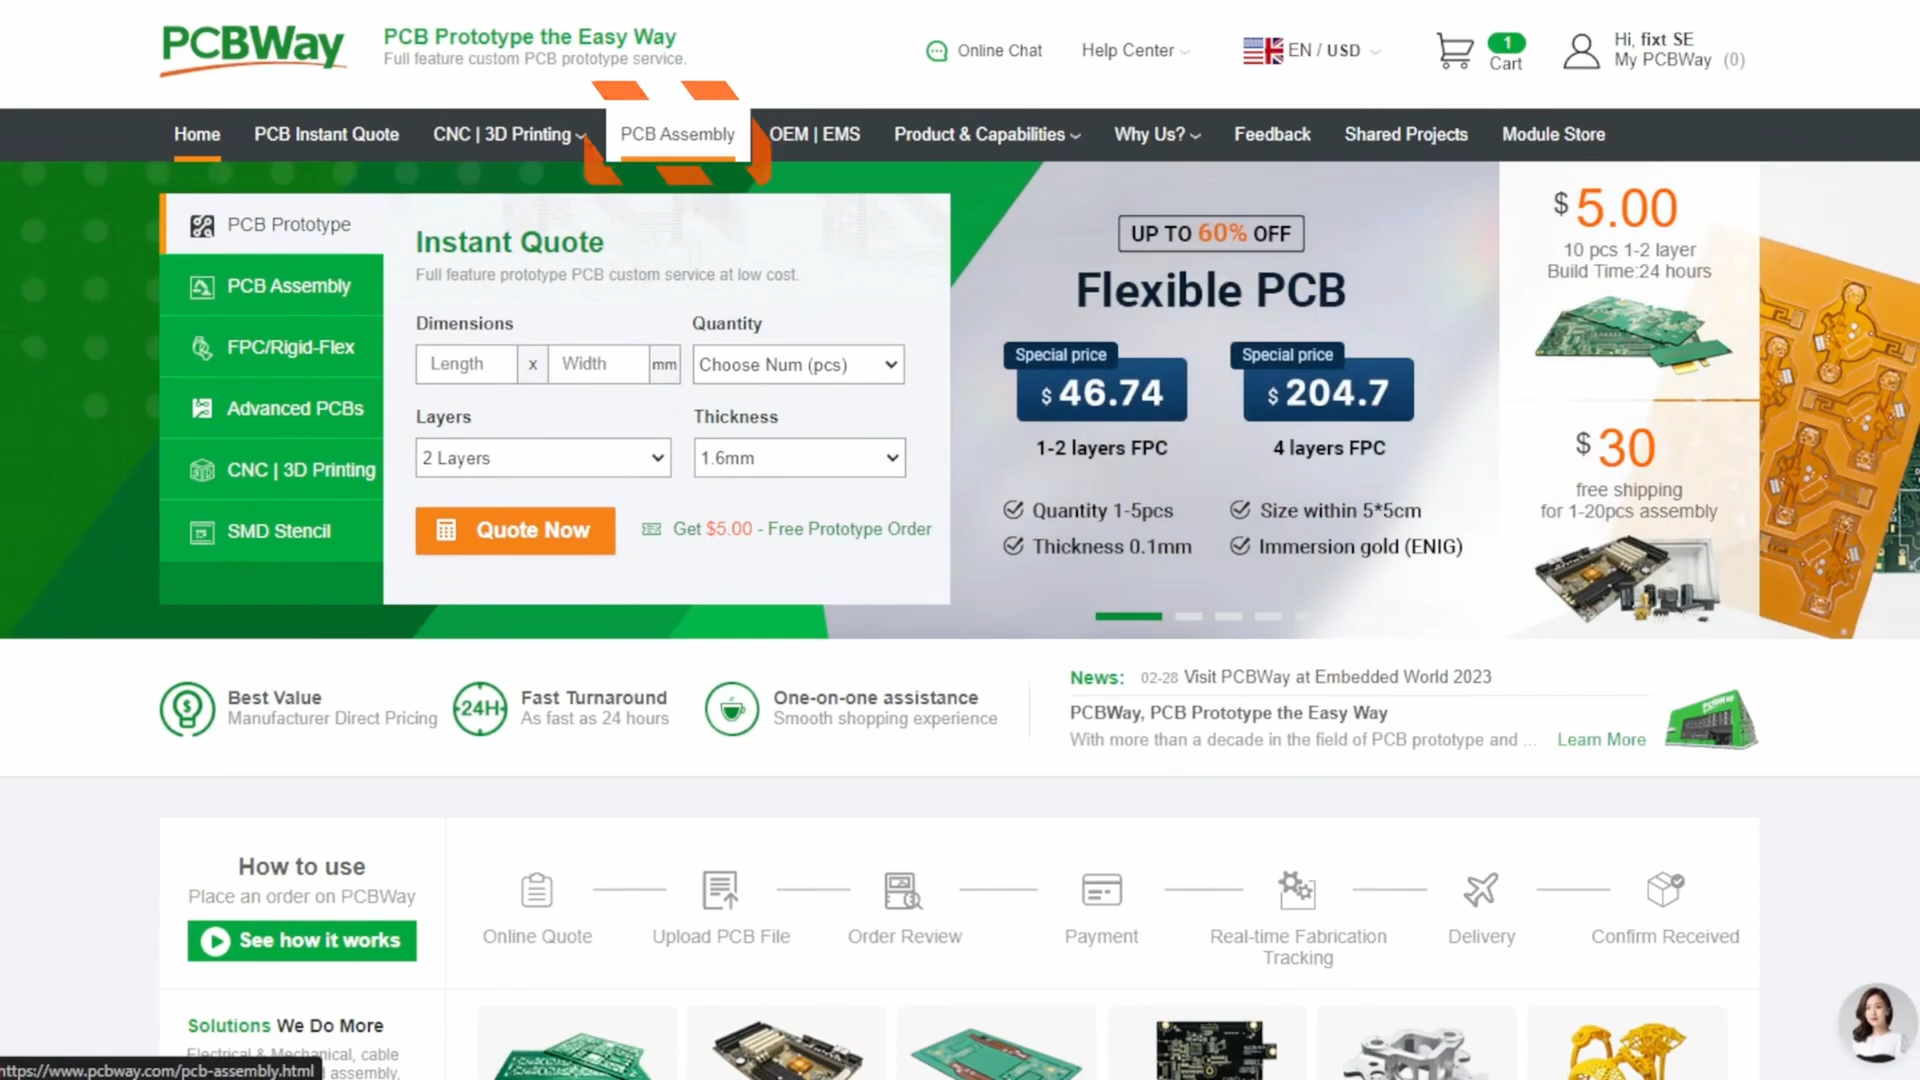 PCBWay
PCB Prototype the Easy Way
Full feature custom PCB prototype service.
Online Chat
Help Center
EN / USD
1
Cart
Hi, fixt SE
My PCBWay (0)
Home
PCB Instant Quote
CNC | 3D Printing
PCB Assembly
OEM | EMS
Product & Capabilities
Why Us?
Feedback
Shared Projects
Module Store
PCB Prototype
PCB Assembly
FPC/Rigid-Flex
Advanced PCBs
CNC | 3D Printing
SMD Stencil
Instant Quote
Full feature prototype PCB custom service at low cost.
Dimensions
Quantity
Length x Width mm
Choose Num (pcs)
Layers
Thickness
2 Layers
1.6mm
Quote Now
Get $5.00 - Free Prototype Order
UP TO 60% OFF
Flexible PCB
Special price
$ 46.74
1-2 layers FPC
Special price
$ 204.7
4 layers FPC
Quantity 1-5pcs
Size within 5*5cm
Thickness 0.1mm
Immersion gold (ENIG)
$ 5.00
10 pcs 1-2 layer
Build Time:24 hours
$ 30
free shipping
for 1-20pcs assembly
Best Value
Manufacturer Direct Pricing
24H
Fast Turnaround
As fast as 24 hours
One-on-one assistance
Smooth shopping experience
News: 02-28 Visit PCBWay at Embedded World 2023
PCBWay, PCB Prototype the Easy Way
With more than a decade in the field of PCB prototype and ... Learn More
How to use
Place an order on PCBWay
See how it works
Online Quote
Upload PCB File
Order Review
Payment
Real-time Fabrication
Tracking
Delivery
Confirm Received
Solutions We Do More
Electrical & Mechanical, cable
assembly,
https://www.pcbway.com/pcb-assembly.html